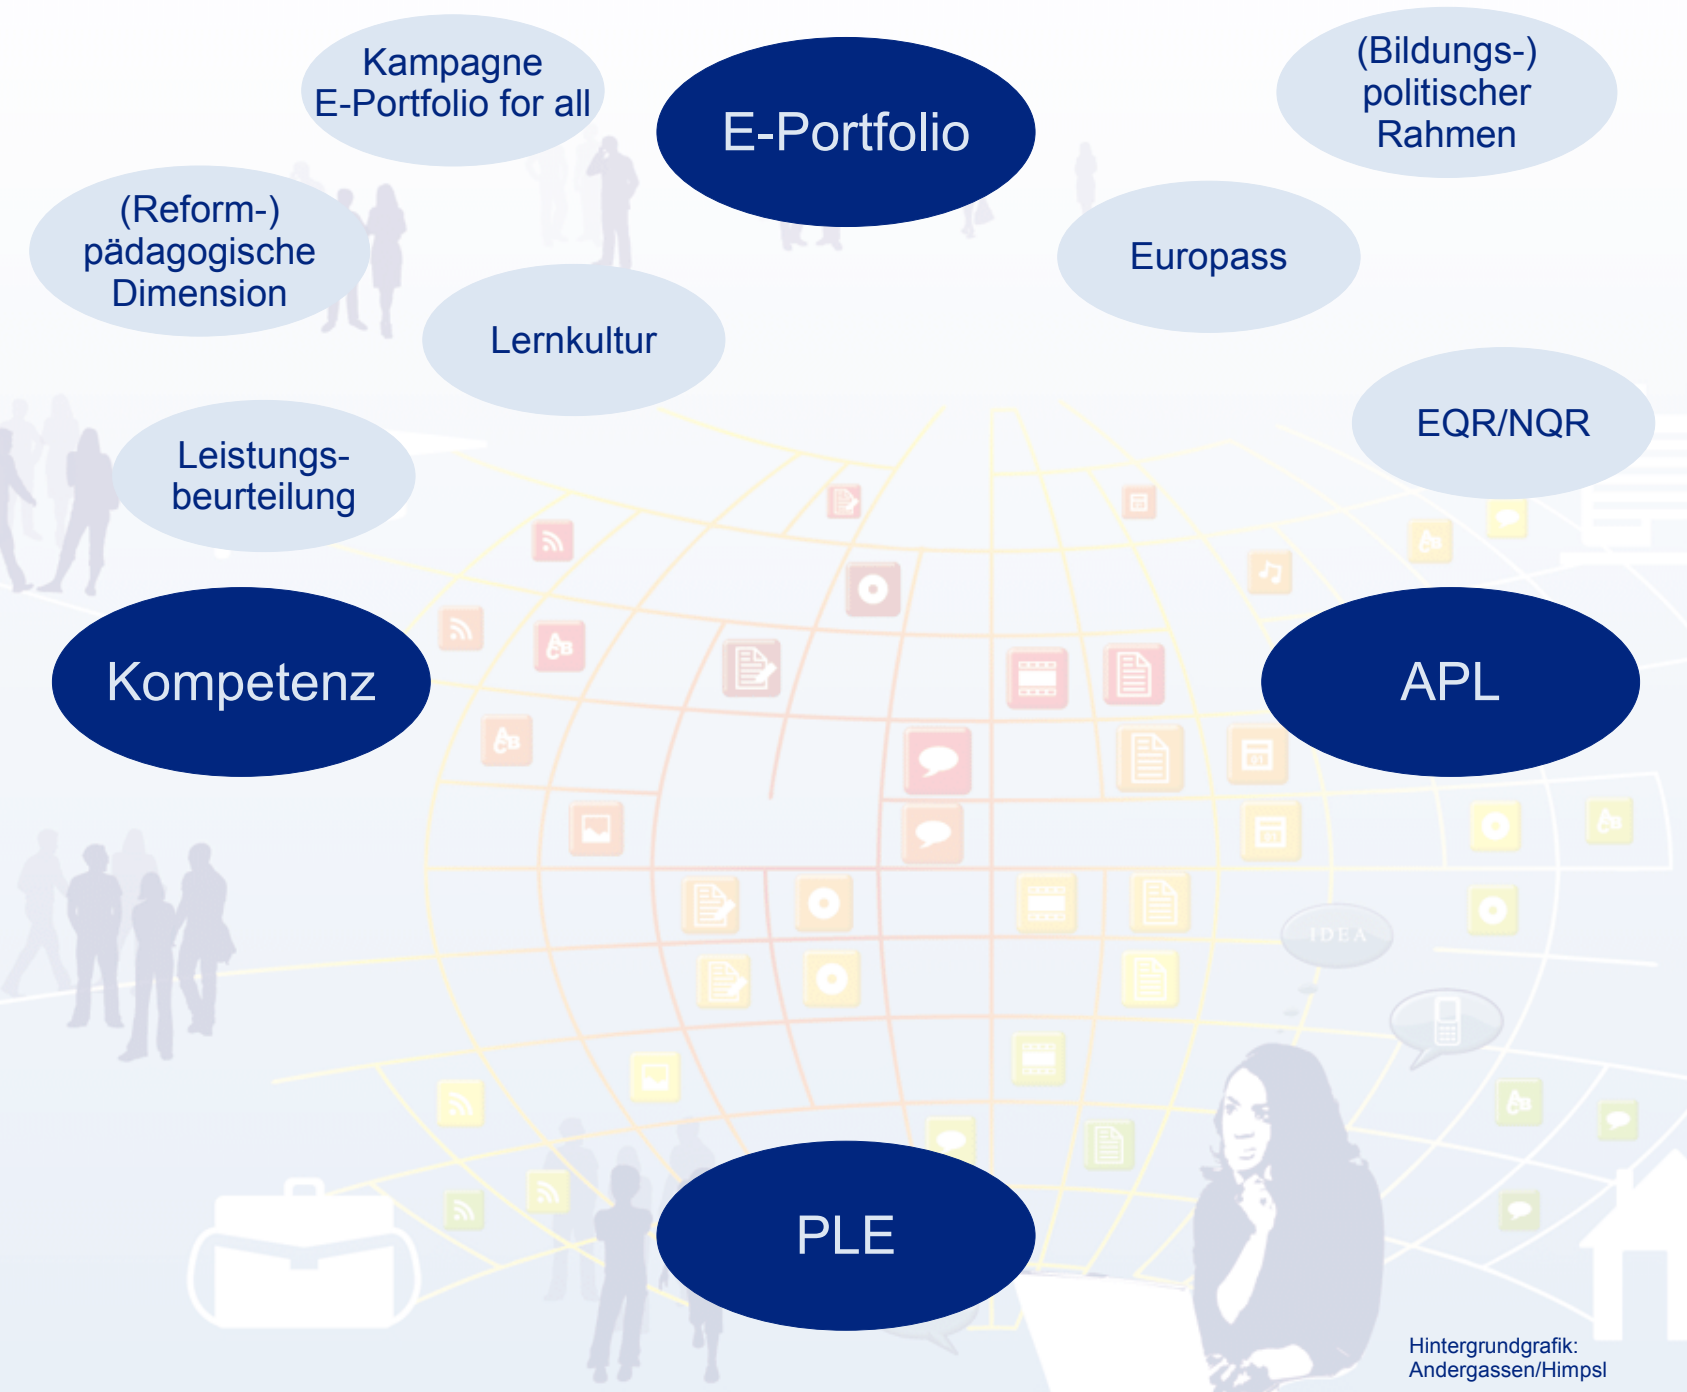 Kampagne
E-Portfolio for all
E-Portfolio
(Bildungs-)
politischer
Rahmen
(Reform-)
pädagogische
Dimension
Europass
Lernkultur
EQR/NQR
Leistungs-
beurteilung
Kompetenz
APL
IDEA
PLE
Hintergrundgrafik:
Andergassen/Himpsl